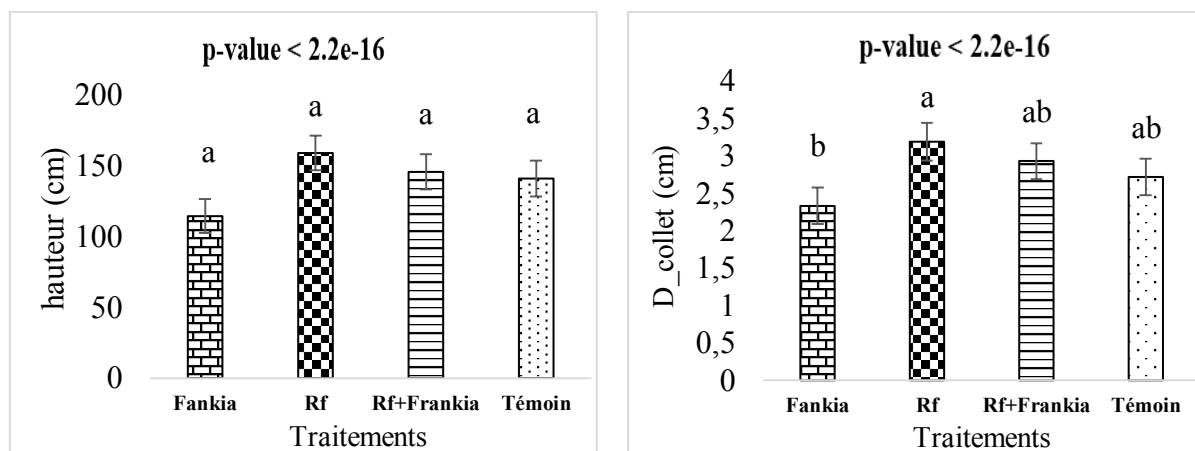 p-value < 2.2e-16
200
150
100
50
0
hauteur (cm)
a
a
a
a
Fankia
Rf
Rf+Frankia
Témoin
Traitements
p-value < 2.2e-16
4
3,5
3
2,5
2
1,5
1
0,5
0
D_collet (cm)
b
a
ab
ab
Fankia
Rf
Rf+Frankia
Témoin
Traitements